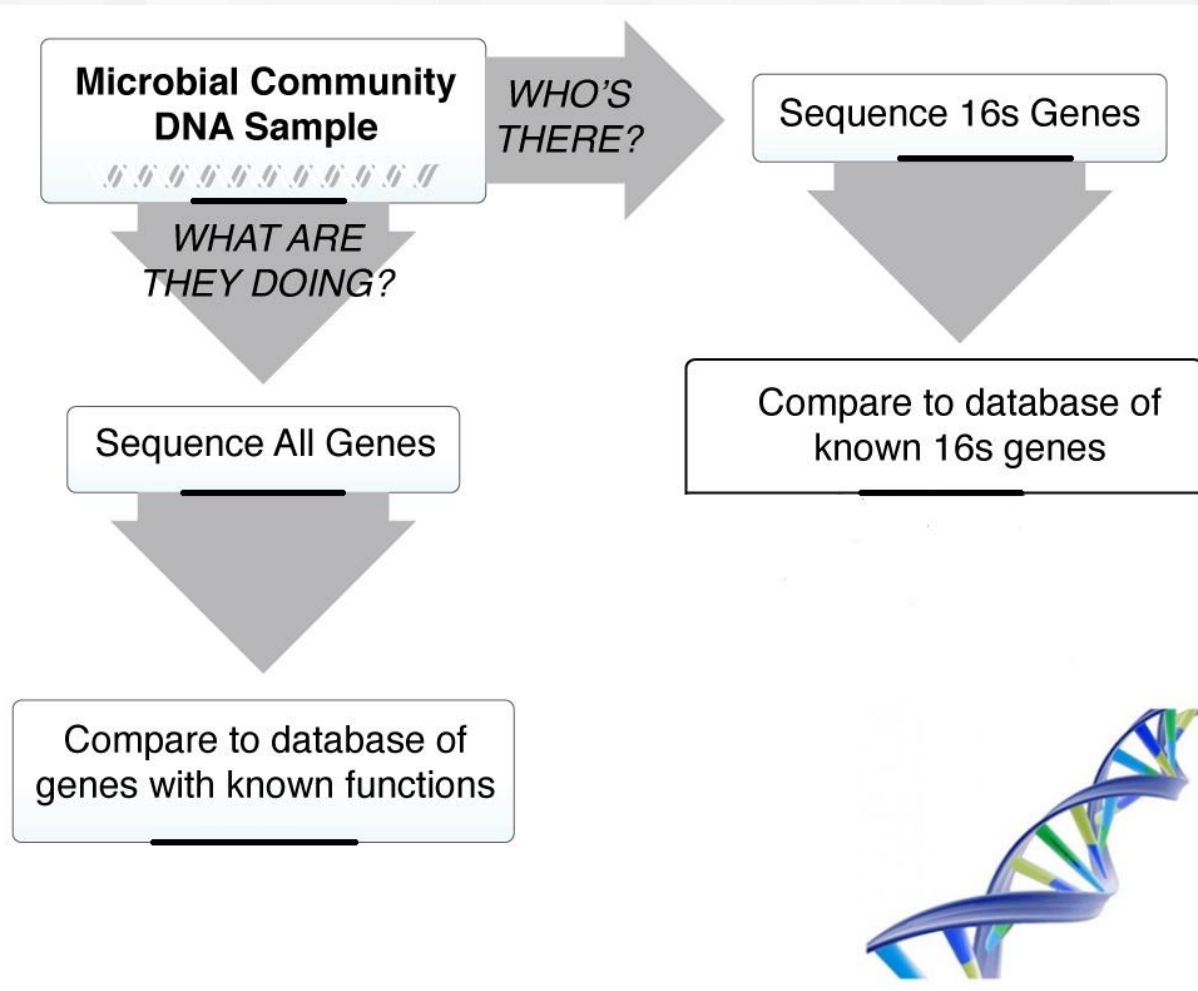 Microbial Community
DNA Sample
WHO'S
THERE?
Sequence 16s Genes
WHAT ARE
THEY DOING?
Compare to database of
known 16s genes
Sequence All Genes
Compare to database of
genes with known functions